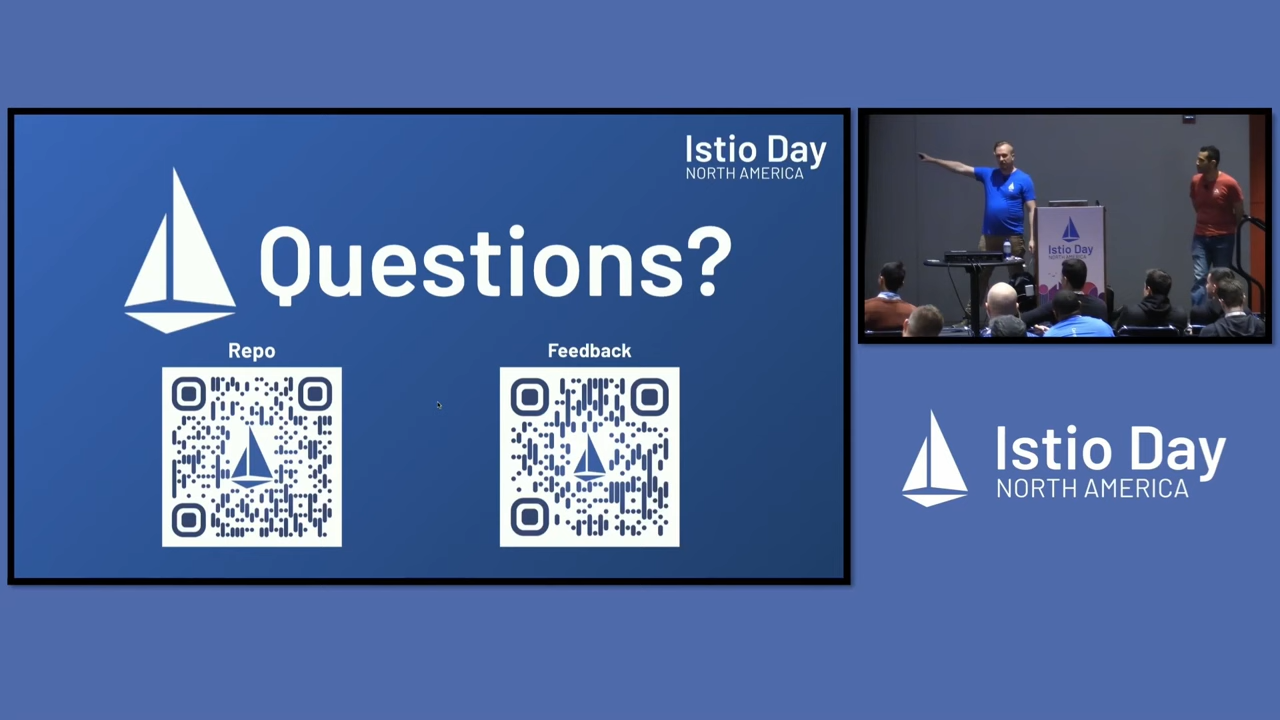 Istio Day
NORTH AMERICA
Questions?
Repo
Feedback
Istio Day
NORTH AMERICA
Istio Day
NORTH AMERICA